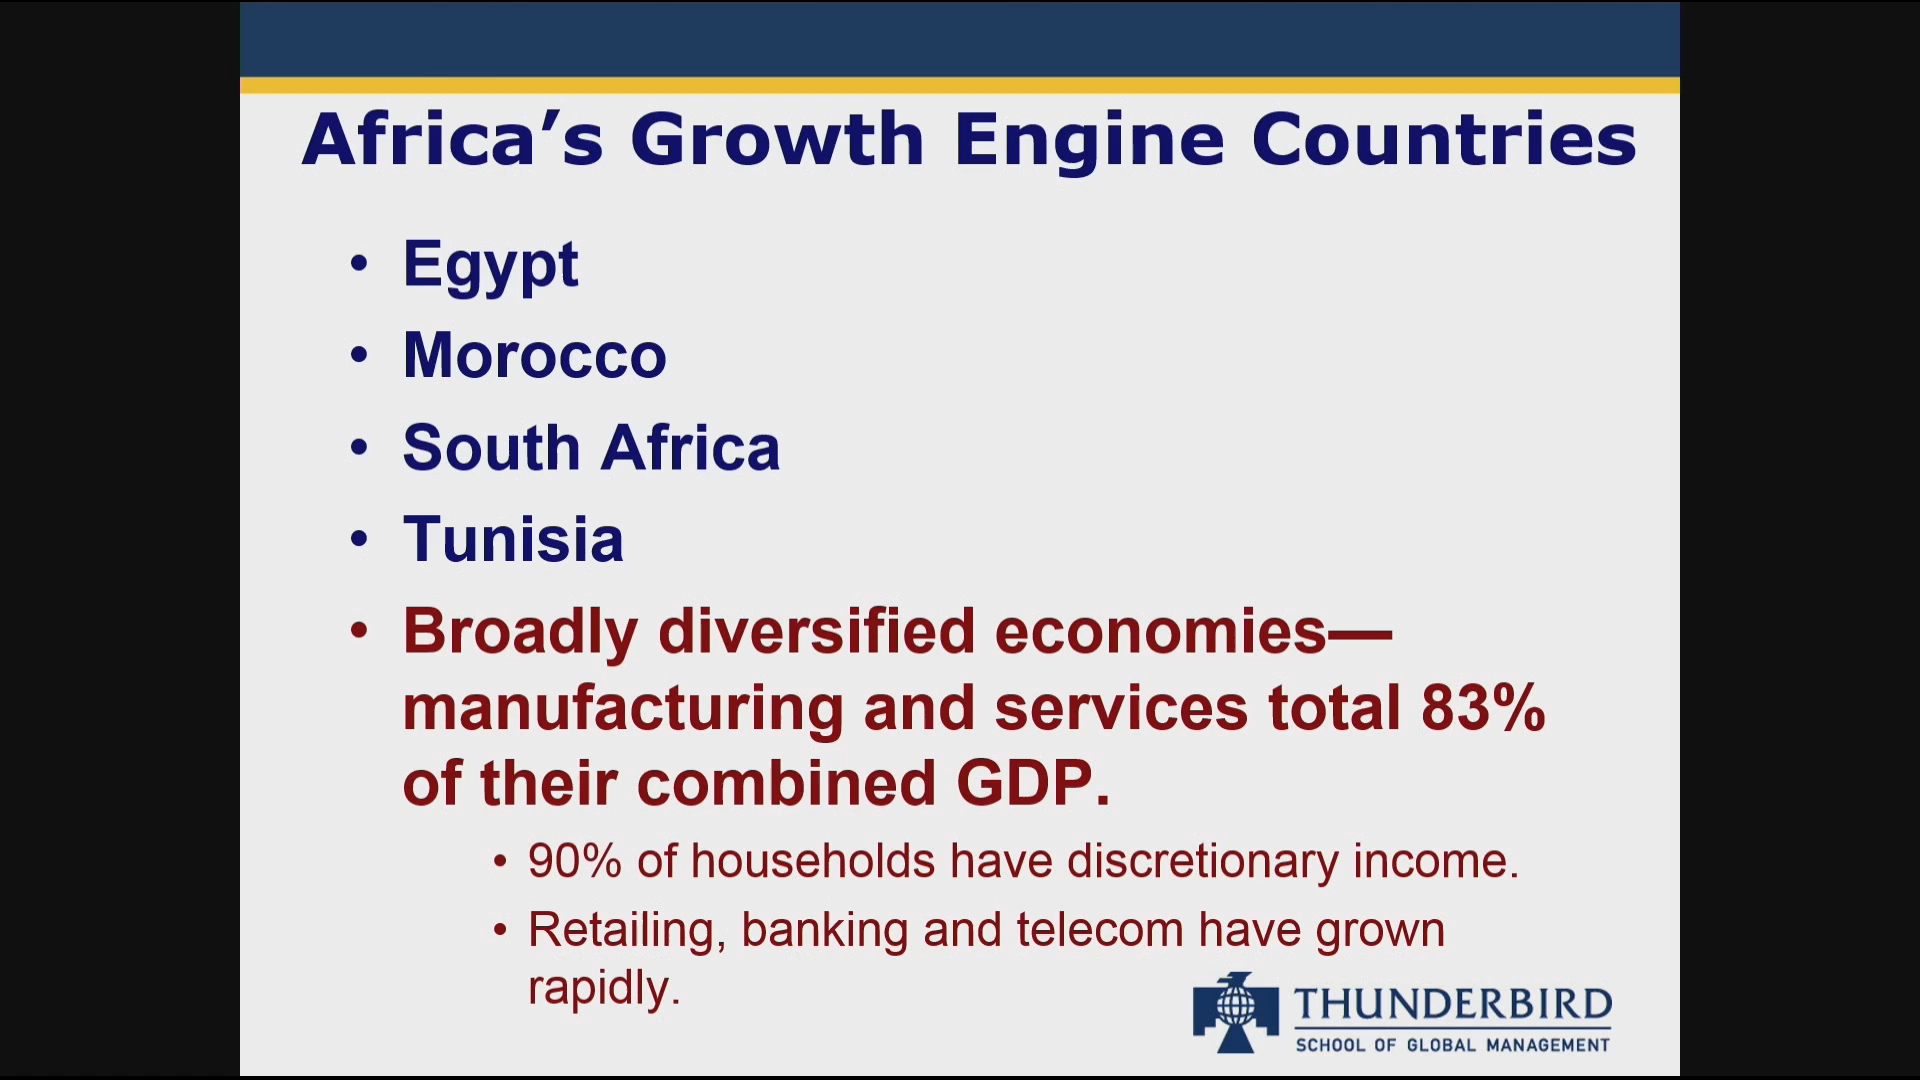 Africa’s Growth Engine Countries
• Egypt
• Morocco
• South Africa
• Tunisia
• Broadly diversified economies—
manufacturing and services total 83%
of their combined GDP.
• 90% of households have discretionary income.
• Retailing, banking and telecom have grown
rapidly.
THUNDERBIRD
SCHOOL OF GLOBAL MANAGEMENT